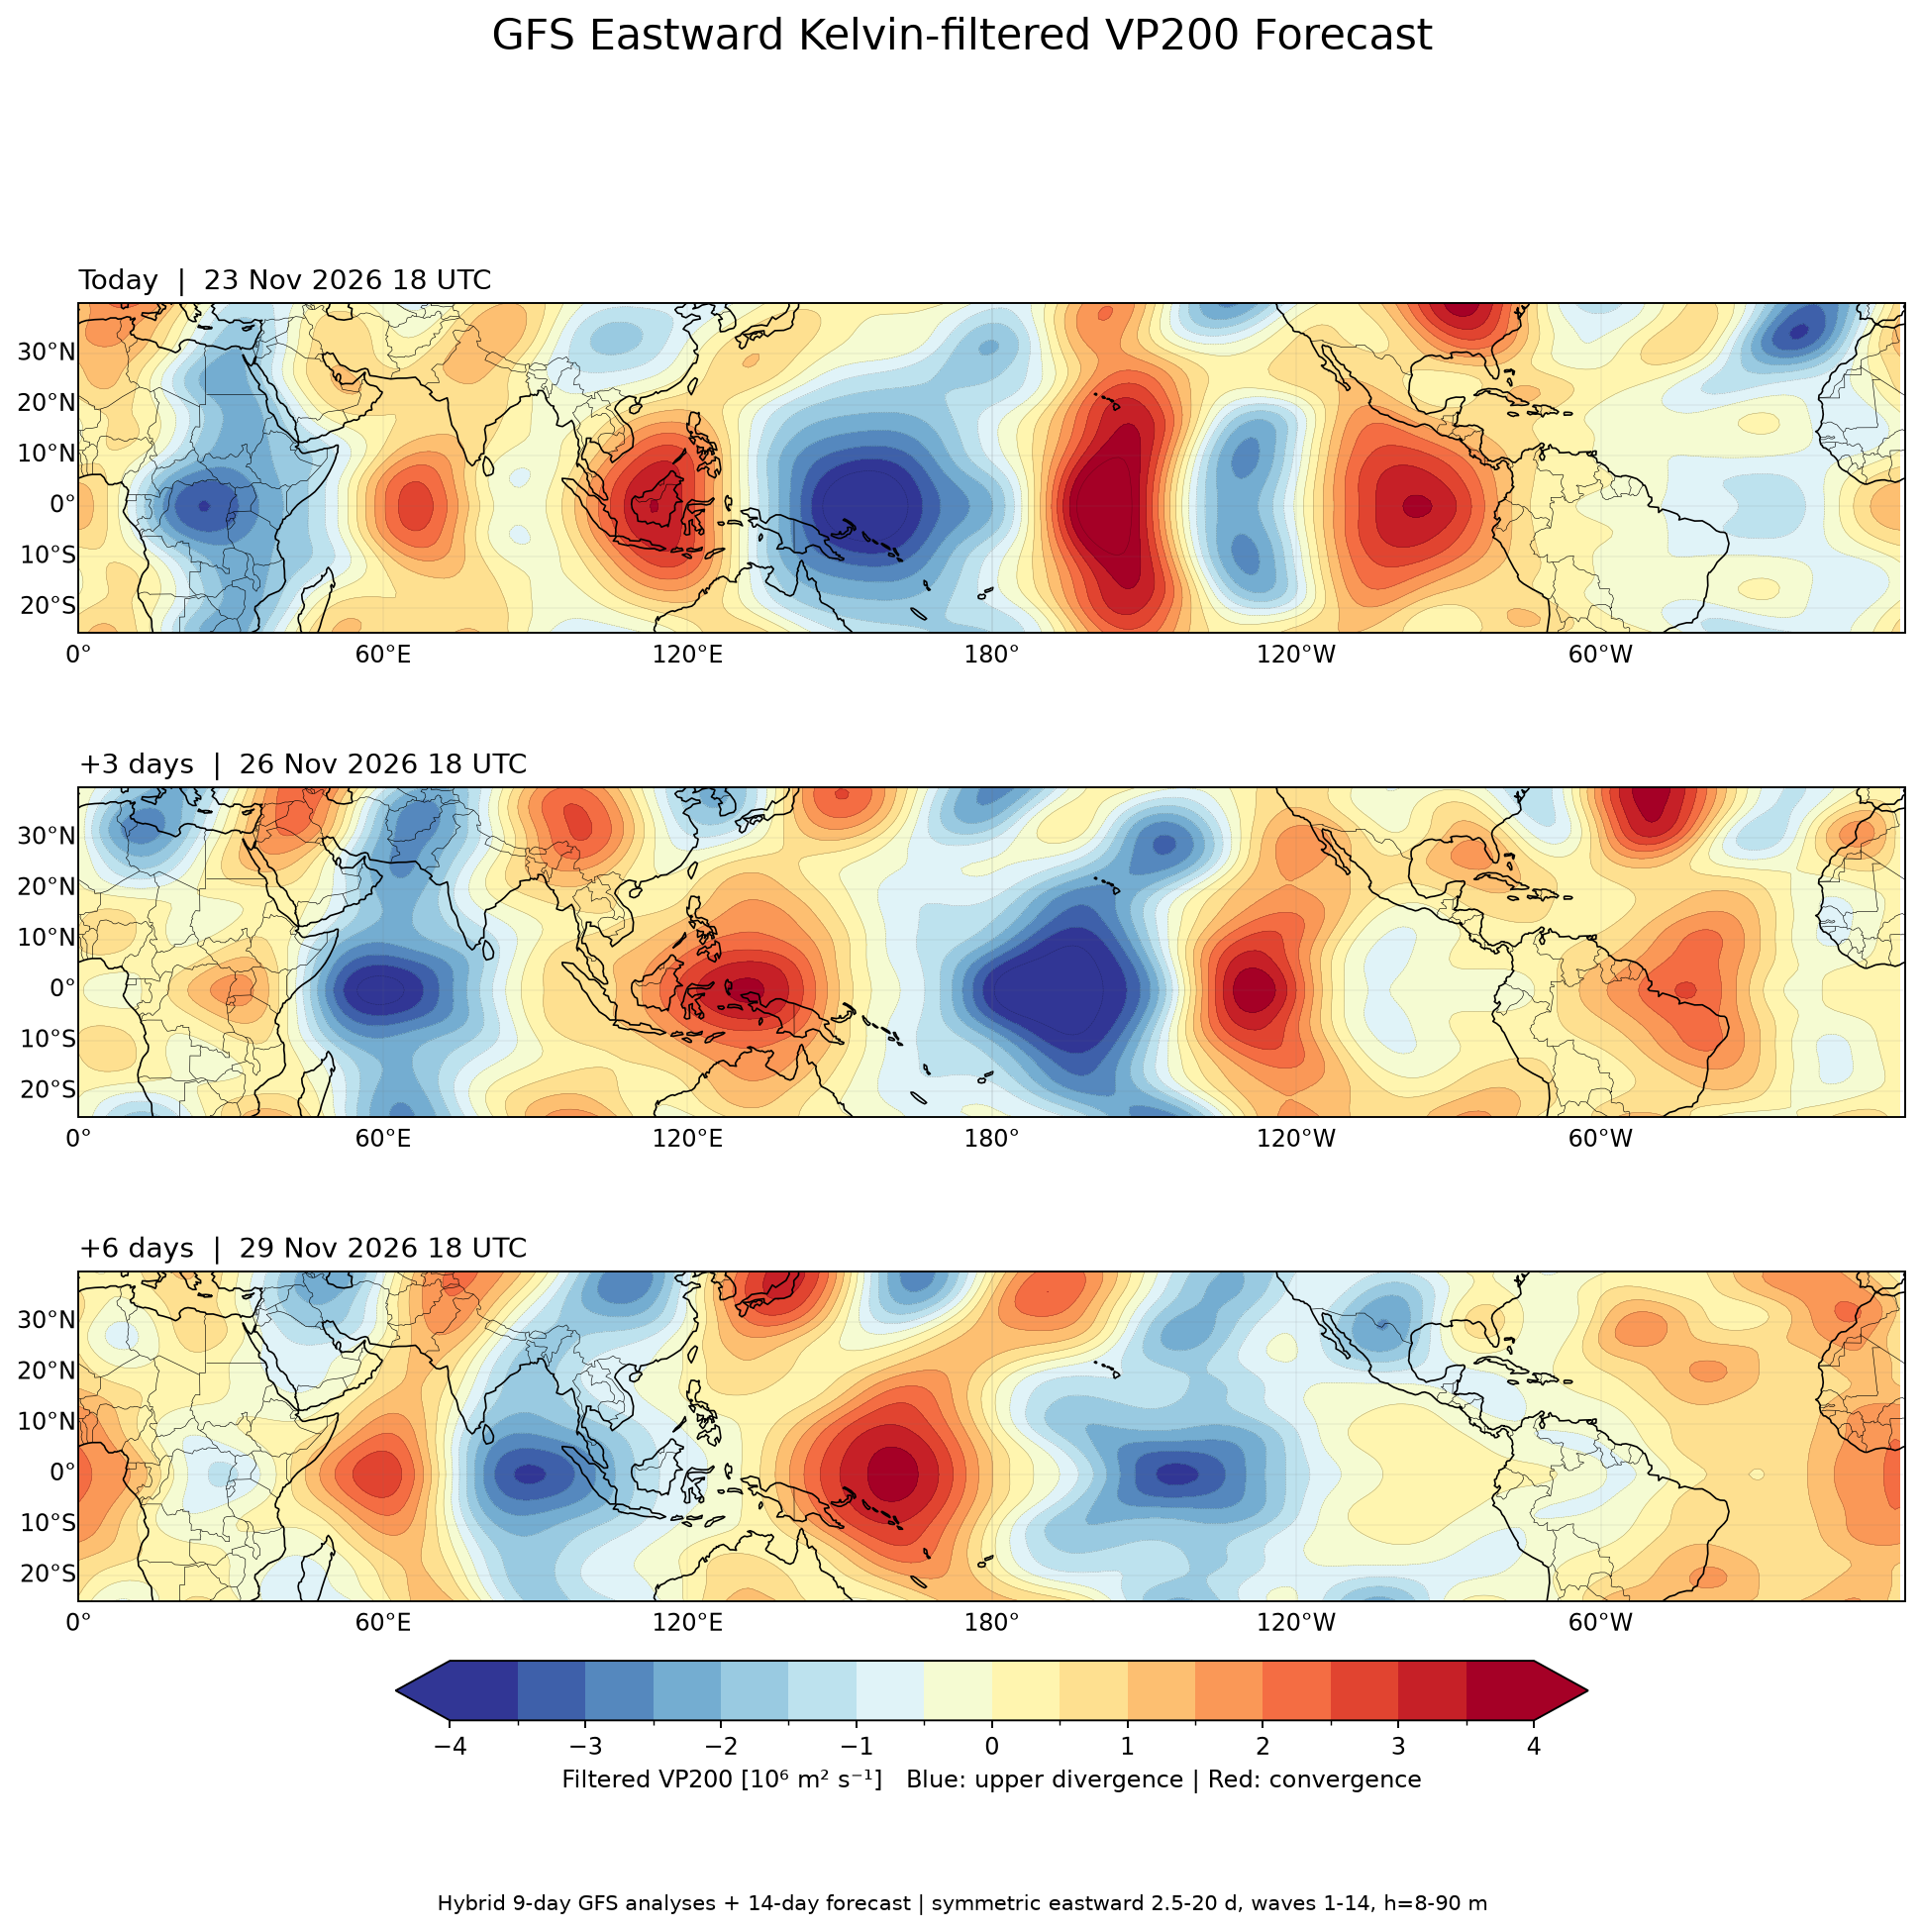 GFS Eastward Kelvin-filtered VP200 Forecast
Today | 23 Nov 2026 18 UTC
30°N
20°N
10°N
0°
10°S
20°S
0° 60°E 120°E 180° 120°W 60°W
+3 days | 26 Nov 2026 18 UTC
30°N
20°N
10°N
0°
10°S
20°S
0° 60°E 120°E 180° 120°W 60°W
+6 days | 29 Nov 2026 18 UTC
30°N
20°N
10°N
0°
10°S
20°S
0° 60°E 120°E 180° 120°W 60°W
−4 −3 −2 −1 0 1 2 3 4
Filtered VP200 [10⁶ m² s⁻¹] Blue: upper divergence | Red: convergence
Hybrid 9-day GFS analyses + 14-day forecast | symmetric eastward 2.5-20 d, waves 1-14, h=8-90 m